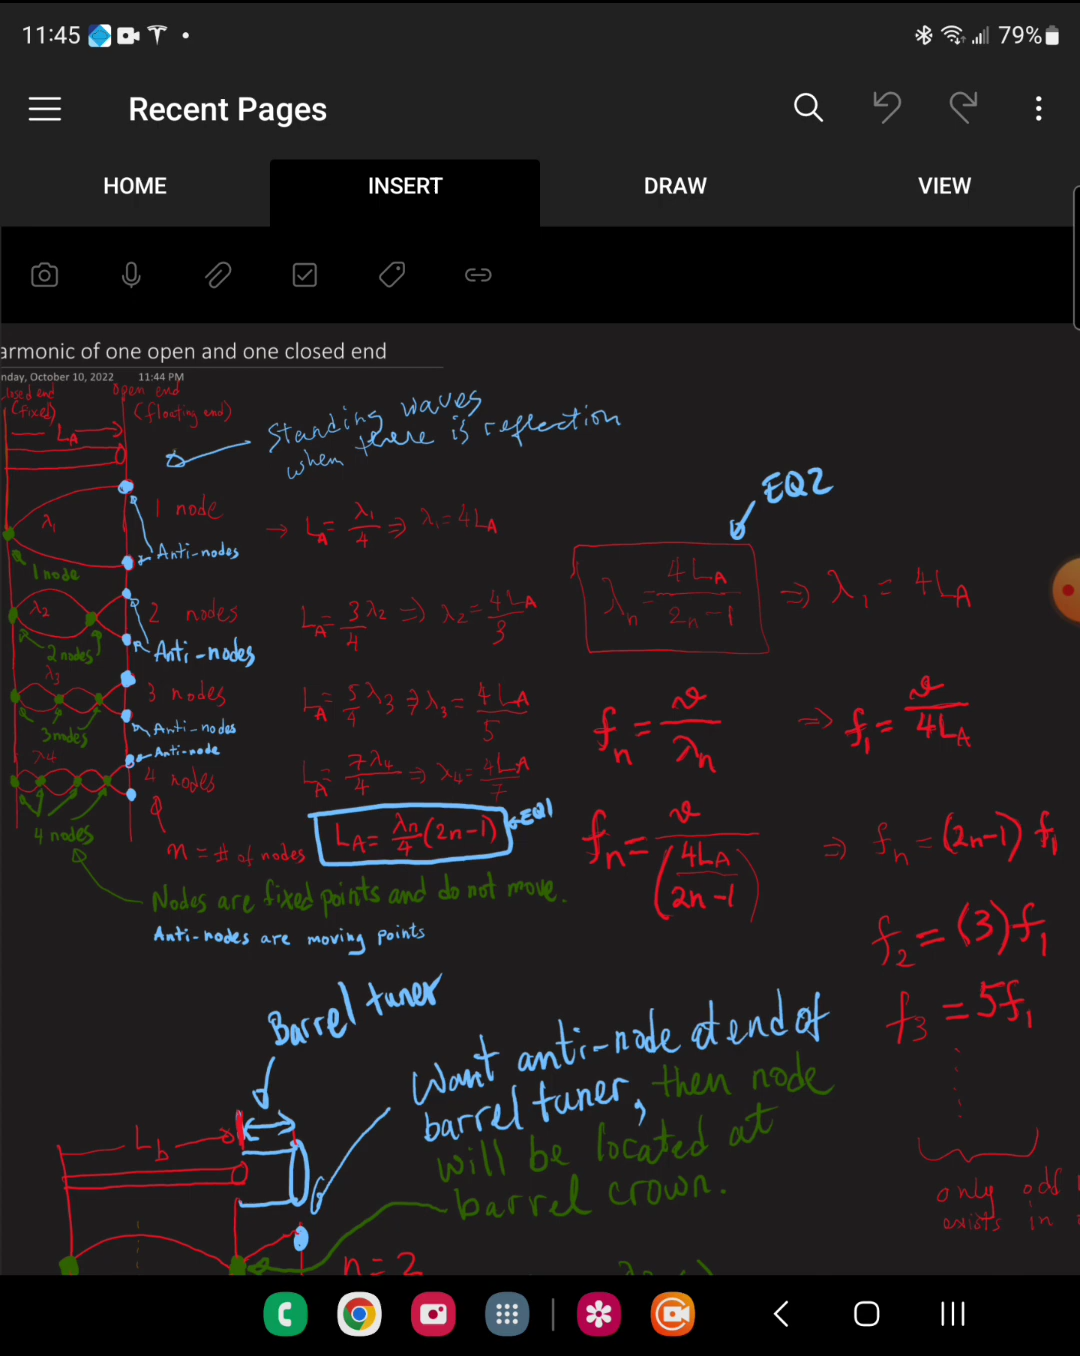 11:45
79%
Recent Pages
HOME
INSERT
DRAW
VIEW
armonic of one open and one closed end
nday, October 10, 2022 11:44 PM
losed end
(fixed)
Open end
(floating end)
LA
Standing waves
when there is reflection
EQ2
λ1
1 node
→ LA = λ1/4 ⇒ λ1 = 4LA
Anti-nodes
1 node
λn = 4LA/(2n-1) ⇒ λ1 = 4LA
λ2
2 nodes
LA = 3λ2/4 ⇒ λ2 = 4LA/3
2 nodes
Anti-nodes
λ3
3 nodes
LA = 5/4 λ3 ⇒ λ3 = 4LA/5
Anti-nodes
3 nodes
fn = v/λn ⇒ f1 = v/4LA
Anti-node
λ4
4 nodes
LA = 7λ4/4 ⇒ λ4 = 4LA/7
4 nodes
n = # of nodes
LA = λn/4 (2n-1)
EQ1
fn = v/(4LA/2n-1) ⇒ fn = (2n-1) f1
Nodes are fixed points and do not move.
Anti-nodes are moving points
f2 = (3) f1
f3 = 5f1
Barrel tuner
Want anti-node at end of
barrel tuner, then node
will be located at
barrel crown.
Lb
only odd
exists in
n = 2